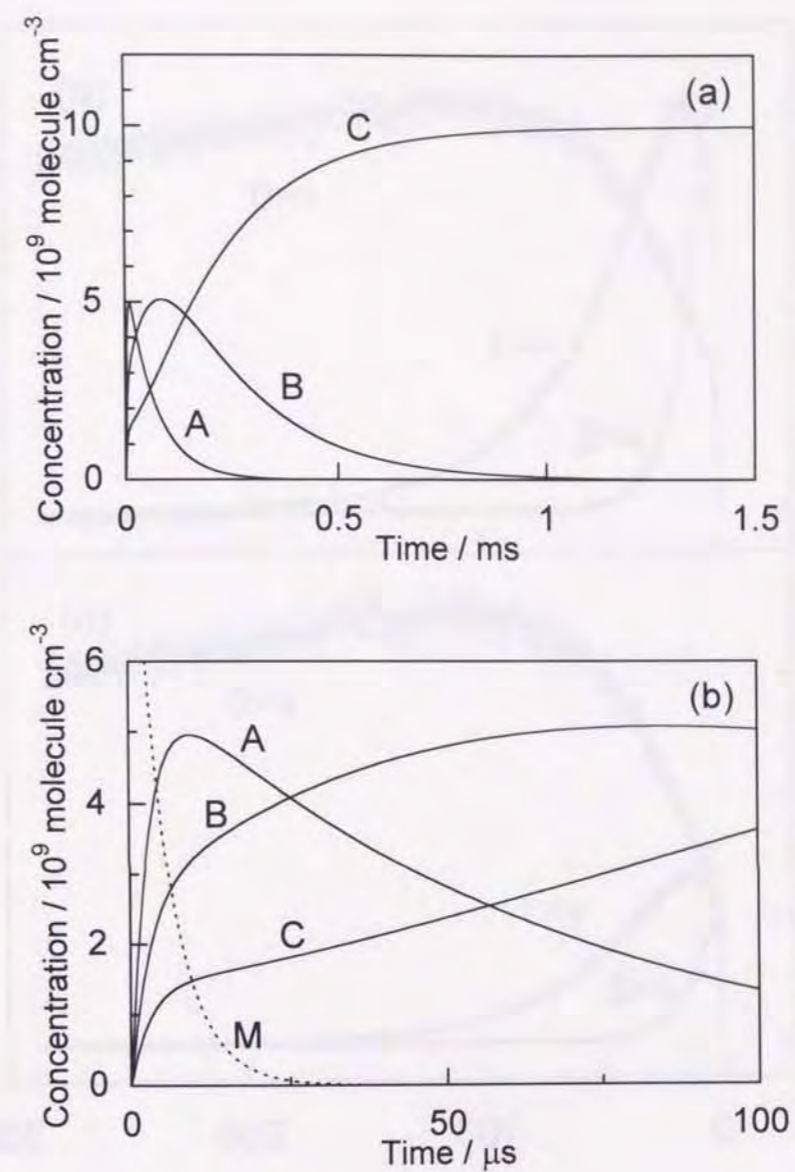 (a)
Concentration / 10⁹ molecule cm⁻³
10
5
0
C
B
A
0 0.5 1 1.5
Time / ms
(b)
Concentration / 10⁹ molecule cm⁻³
6
4
2
0
A
B
C
M
0 50 100
Time / μs